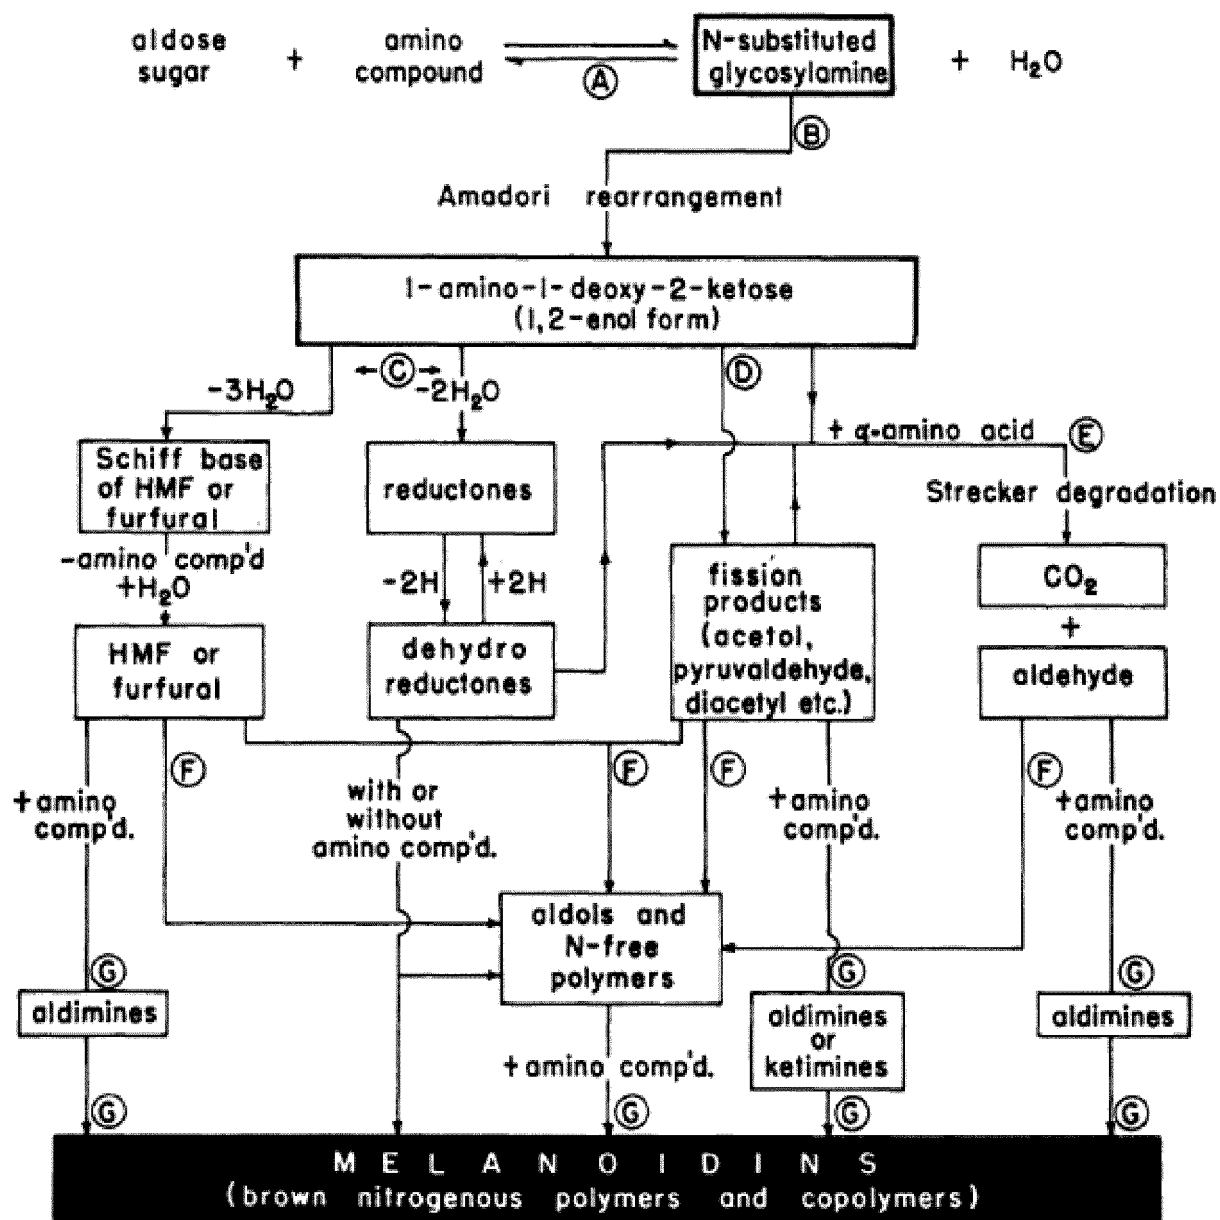 aldose
sugar
+
amino
compound
A
N-substituted
glycosylamine
+
H₂O
B
Amadori rearrangement
1-amino-1-deoxy-2-ketose
(1,2-enol form)
C
-3H₂O
-2H₂O
D
+ α-amino acid
E
Strecker degradation
Schiff base
of HMF or
furfural
reductones
-amino comp'd
+H₂O
-2H
+2H
fission
products
(acetol,
pyruvaldehyde,
diacetyl etc.)
CO₂
+
aldehyde
HMF or
furfural
dehydro
reductones
F
F
F
F
+amino
comp'd.
with or
without
amino comp'd.
+amino
comp'd.
+amino
comp'd.
aldols and
N-free
polymers
G
G
G
aldimines
aldimines
or
ketimines
aldimines
+amino comp'd.
G
G
G
G
MELANOIDINS
(brown nitrogenous polymers and copolymers)